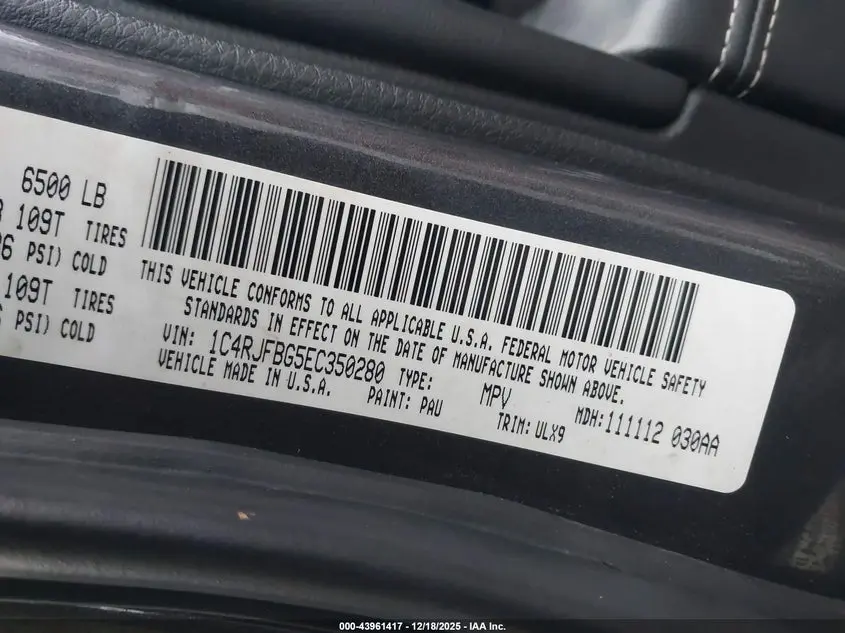 6500 LB
109T TIRES
6 PSI) COLD
109T TIRES
PSI) COLD
THIS VEHICLE CONFORMS TO ALL APPLICABLE U.S.A. FEDERAL MOTOR VEHICLE SAFETY
STANDARDS IN EFFECT ON THE DATE OF MANUFACTURE SHOWN ABOVE.
VIN: 1C4RJFBG5EC350280 TYPE: MPV MDH:111112 030AA
VEHICLE MADE IN U.S.A. PAINT: PAU TRIM: ULX9
000-43961417 - 12/18/2025 - IAA Inc.